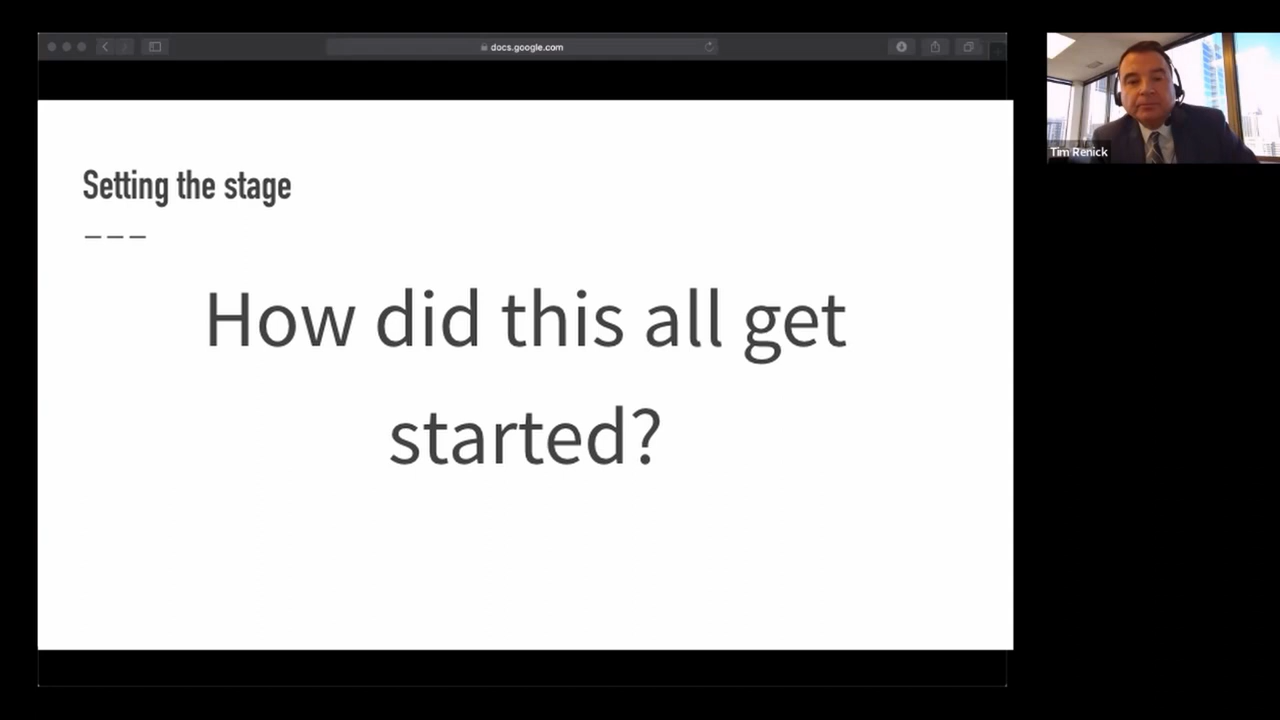 docs.google.com
Setting the stage
How did this all get
started?
Tim Renick